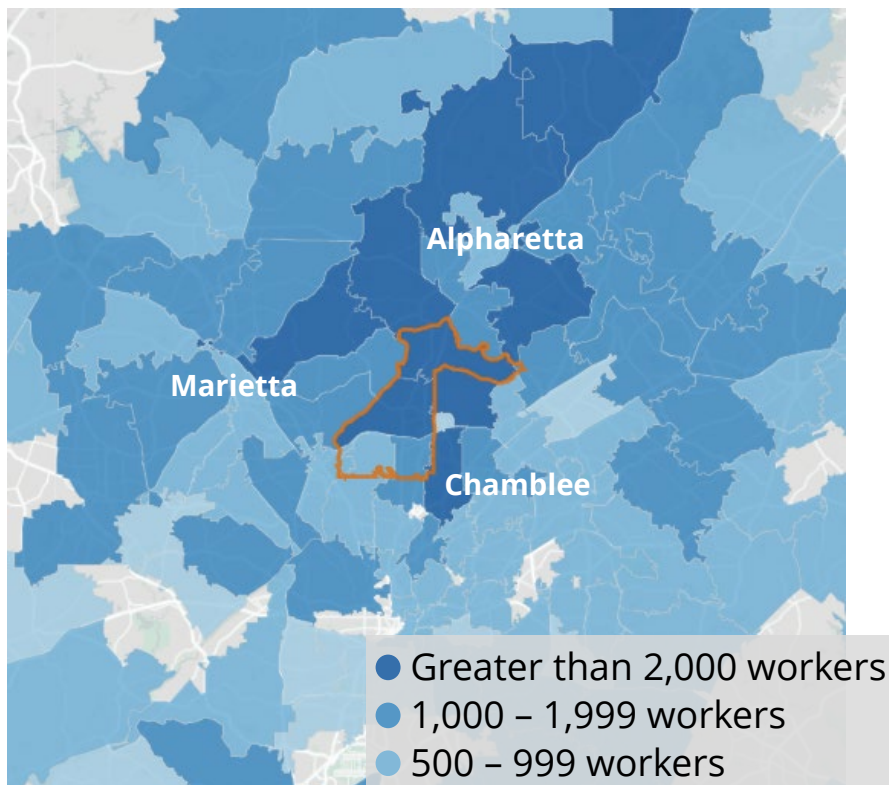 Alpharetta
Marietta
Chamblee
Greater than 2,000 workers
1,000 – 1,999 workers
500 – 999 workers